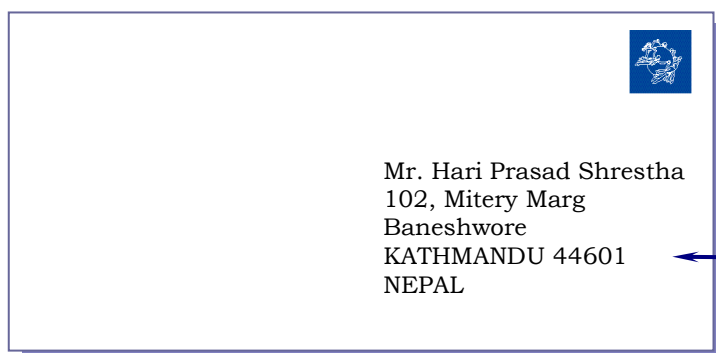 Mr. Hari Prasad Shrestha
102, Mitery Marg
Baneshwore
KATHMANDU 44601
NEPAL